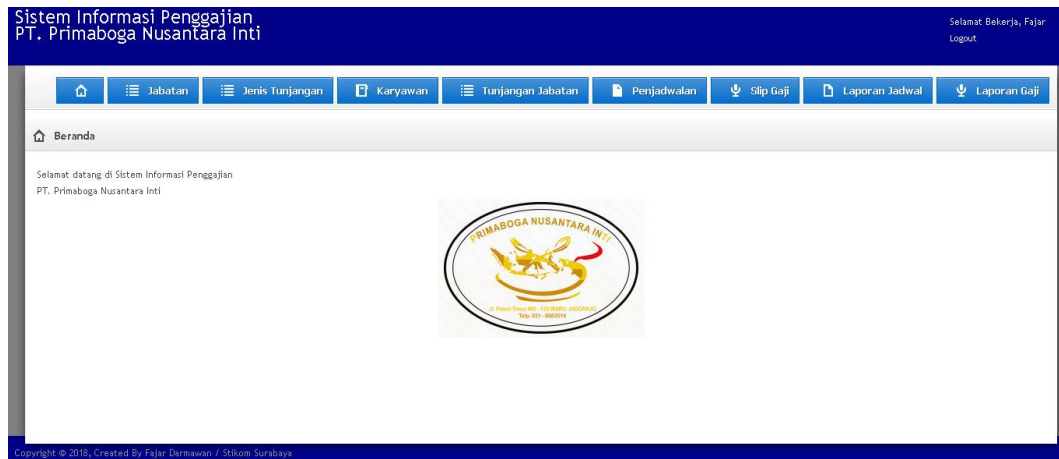 Sistem Informasi Penggajian
PT. Primaboga Nusantara Inti
Selamat Bekerja, Fajar
Logout
Jabatan
Jenis Tunjangan
Karyawan
Tunjangan Jabatan
Penjadwalan
Slip Gaji
Laporan Jadwal
Laporan Gaji
Beranda
Selamat datang di Sistem Informasi Penggajian
PT. Primaboga Nusantara Inti
PRIMABOGA NUSANTARA INTI
Telp. 031 -
Copyright © 2018, Created By Fajar Darmawan / Stikom Surabaya